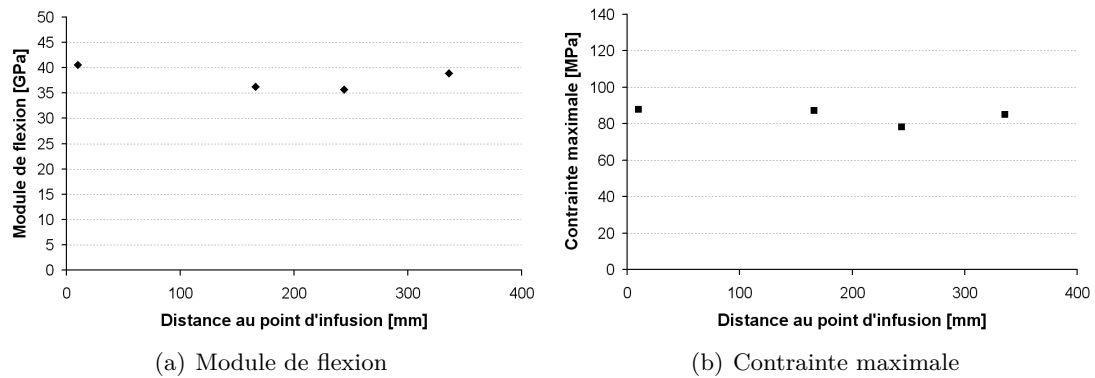 50
45
40
35
30
25
20
15
10
5
0
Module de flexion [GPa]
0 100 200 300 400
Distance au point d'infusion [mm]
(a) Module de flexion
140
120
100
80
60
40
20
0
Contrainte maximale [MPa]
0 100 200 300 400
Distance au point d'infusion [mm]
(b) Contrainte maximale